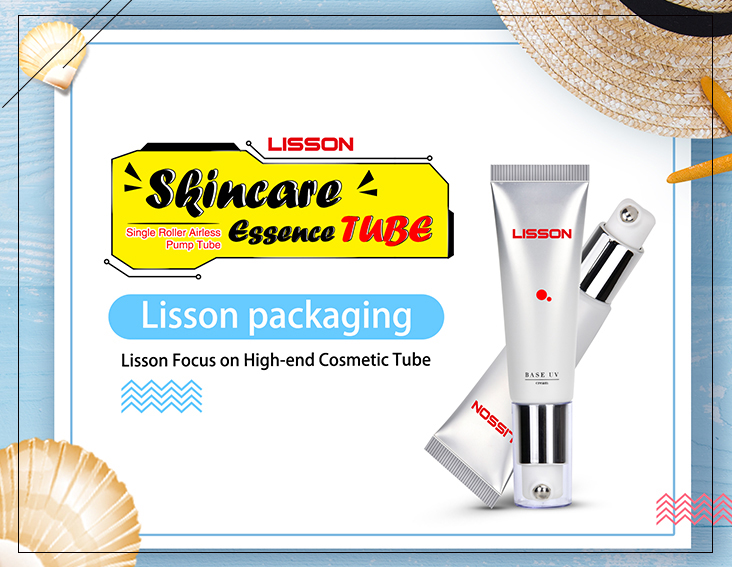 LISSON
Skincare
Single Roller Airless
Pump Tube
Essence TUBE
Lisson packaging
Lisson Focus on High-end Cosmetic Tube
LISSON
BASE UV
cream
LISSON